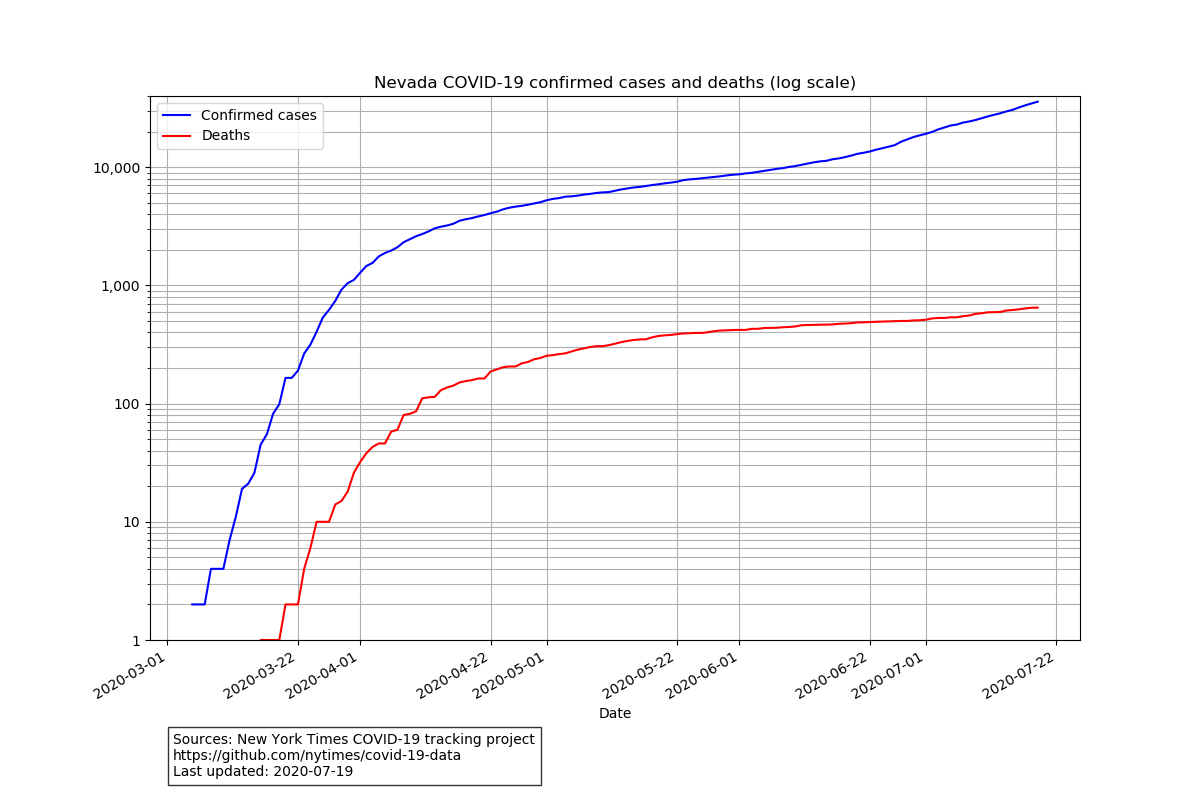 Nevada COVID-19 confirmed cases and deaths (log scale)
Confirmed cases
Deaths
10,000
1,000
100
10
1
2020-03-01
2020-03-22
2020-04-01
2020-04-22
2020-05-01
2020-05-22
2020-06-01
2020-06-22
2020-07-01
2020-07-22
Date
Sources: New York Times COVID-19 tracking project
https://github.com/nytimes/covid-19-data
Last updated: 2020-07-19